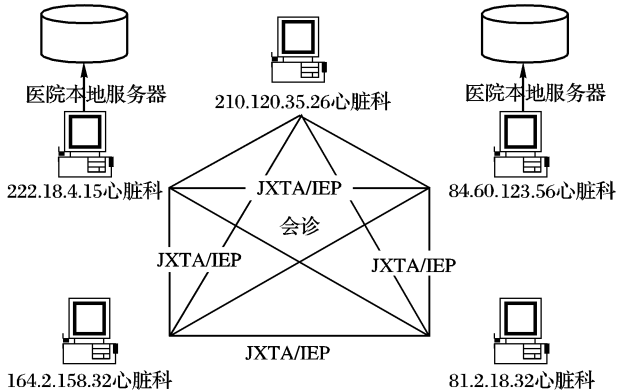 医院本地服务器
医院本地服务器
210.120.35.26心脏科
222.18.4.15心脏科
JXTA/IEP
84.60.123.56心脏科
会诊
JXTA/IEP
JXTA/IEP
JXTA/IEP
164.2.158.32心脏科
81.2.18.32心脏科